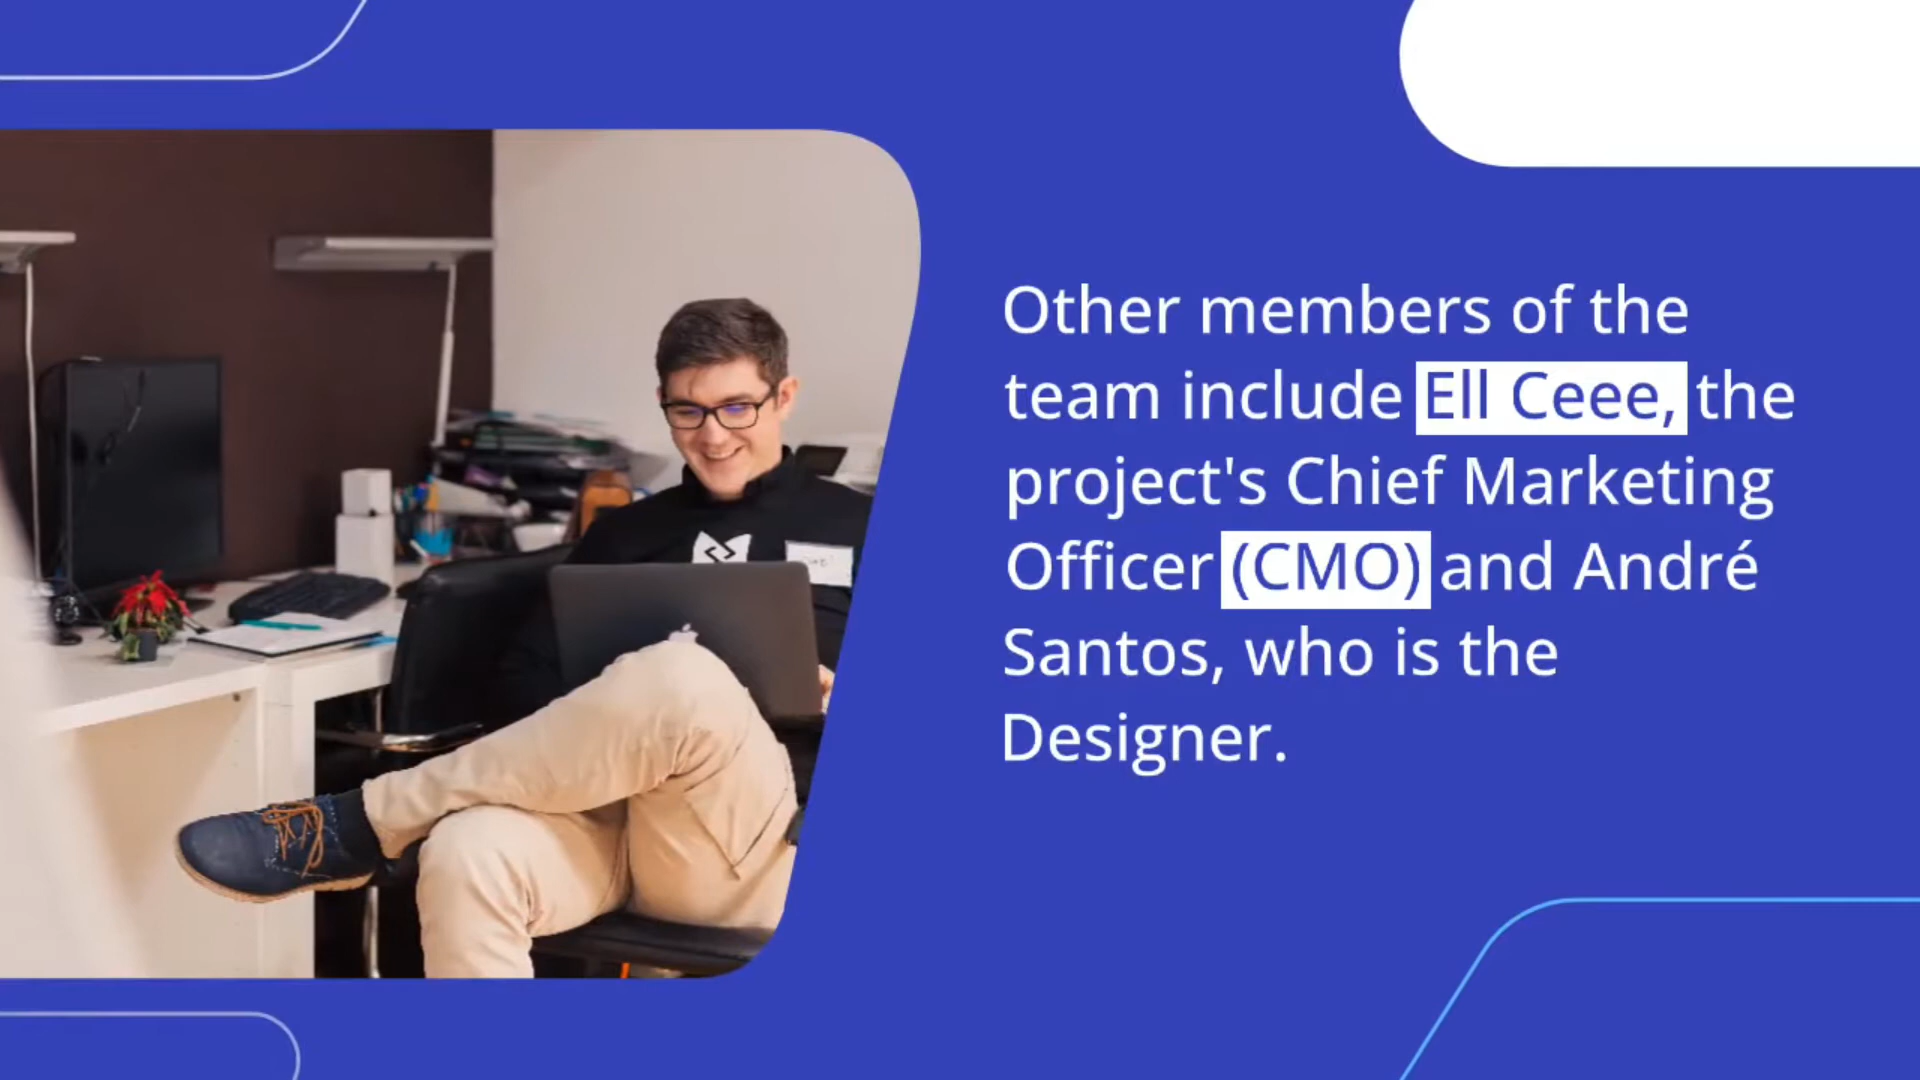 Other members of the
team include Ell Ceee, the
project's Chief Marketing
Officer (CMO) and André
Santos, who is the
Designer.